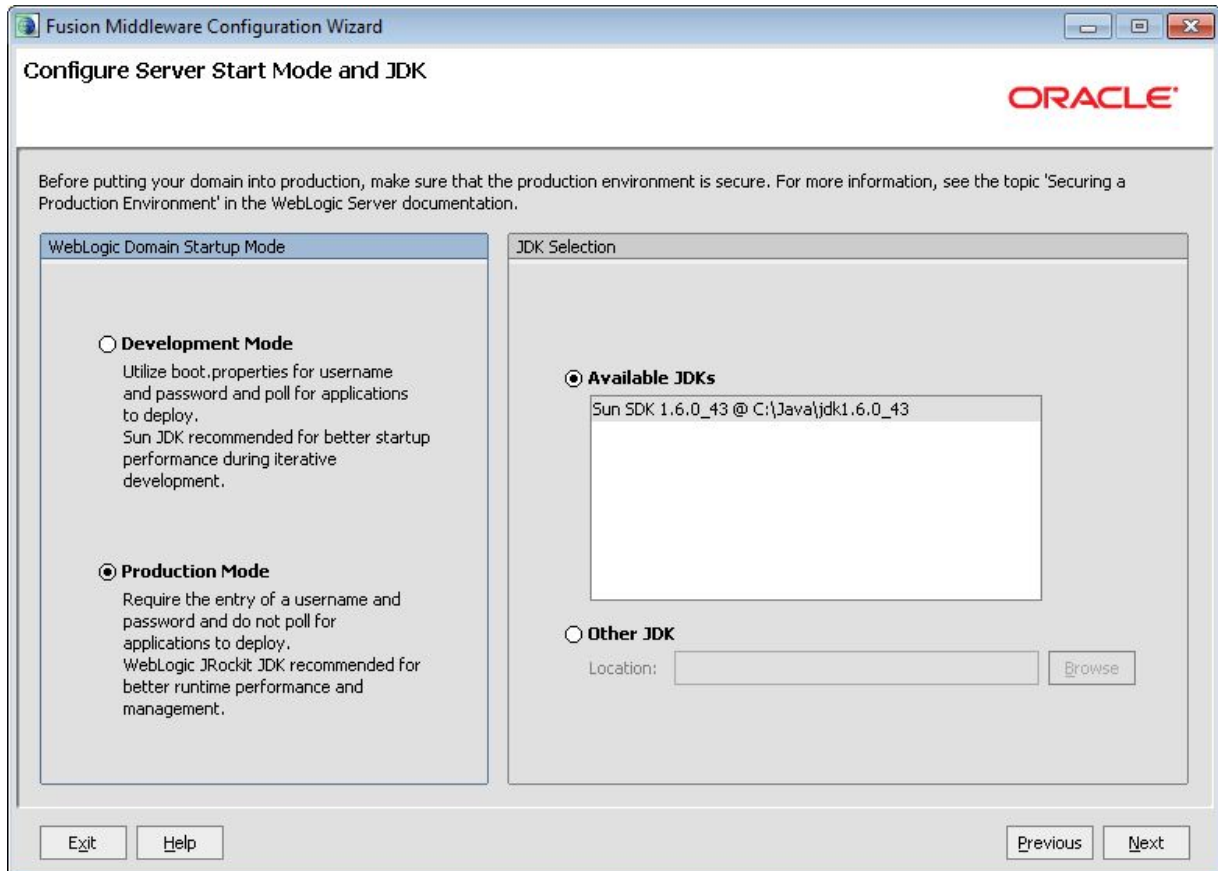 Fusion Middleware Configuration Wizard
Configure Server Start Mode and JDK
ORACLE
Before putting your domain into production, make sure that the production environment is secure. For more information, see the topic 'Securing a
Production Environment' in the WebLogic Server documentation.
WebLogic Domain Startup Mode
Development Mode
Utilize boot.properties for username
and password and poll for applications
to deploy.
Sun JDK recommended for better startup
performance during iterative
development.
Production Mode
Require the entry of a username and
password and do not poll for
applications to deploy.
WebLogic JRockit JDK recommended for
better runtime performance and
management.
JDK Selection
Available JDKs
Sun SDK 1.6.0_43 @ C:\Java\jdk1.6.0_43
Other JDK
Location:
Browse
Exit
Help
Previous
Next